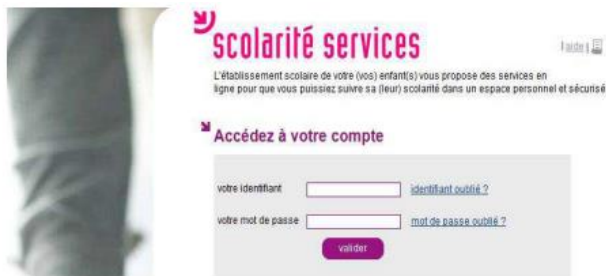 scolarité services
| aide |
L'établissement scolaire de votre (vos) enfant(s) vous propose des services en
ligne pour que vous puissiez suivre sa (leur) scolarité dans un espace personnel et sécurisé
Accédez à votre compte
votre identifiant identifiant oublié ?
votre mot de passe mot de passe oublié ?
valider